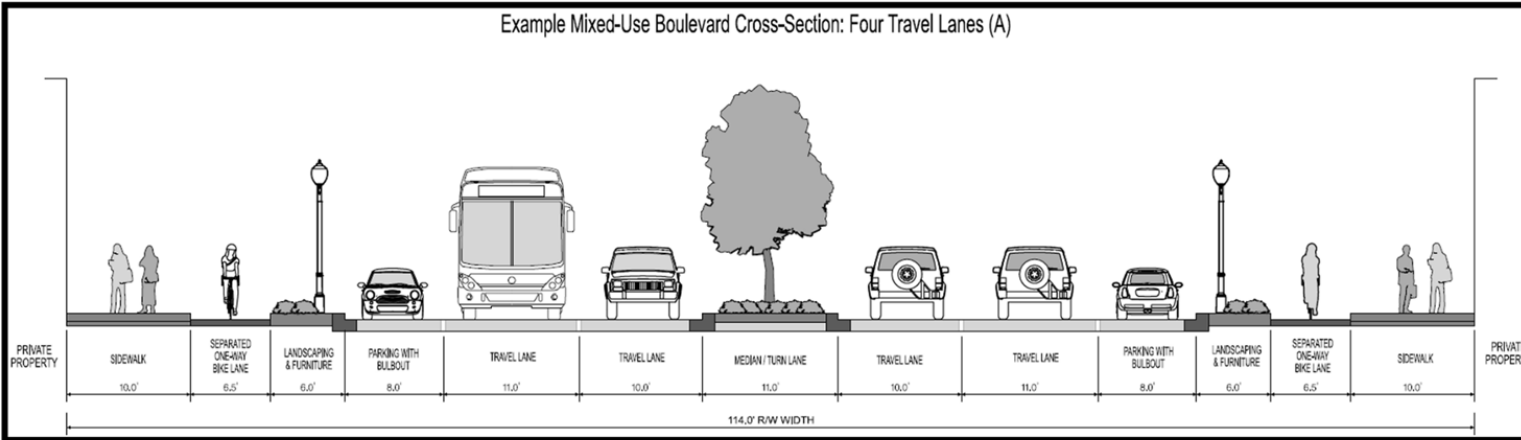 Example Mixed-Use Boulevard Cross-Section: Four Travel Lanes (A)
PRIVATE
PROPERTY
SIDEWALK
10.0'
SEPARATED
ONE-WAY
BIKE LANE
6.5'
LANDSCAPING
& FURNITURE
6.0'
PARKING WITH
BULBOUT
8.0'
TRAVEL LANE
11.0'
TRAVEL LANE
10.0'
MEDIAN / TURN LANE
11.0'
TRAVEL LANE
10.0'
TRAVEL LANE
11.0'
PARKING WITH
BULBOUT
8.0'
LANDSCAPING
& FURNITURE
6.0'
SEPARATED
ONE-WAY
BIKE LANE
6.5'
SIDEWALK
10.0'
PRIVATE
PROPER
114.0' R/W WIDTH